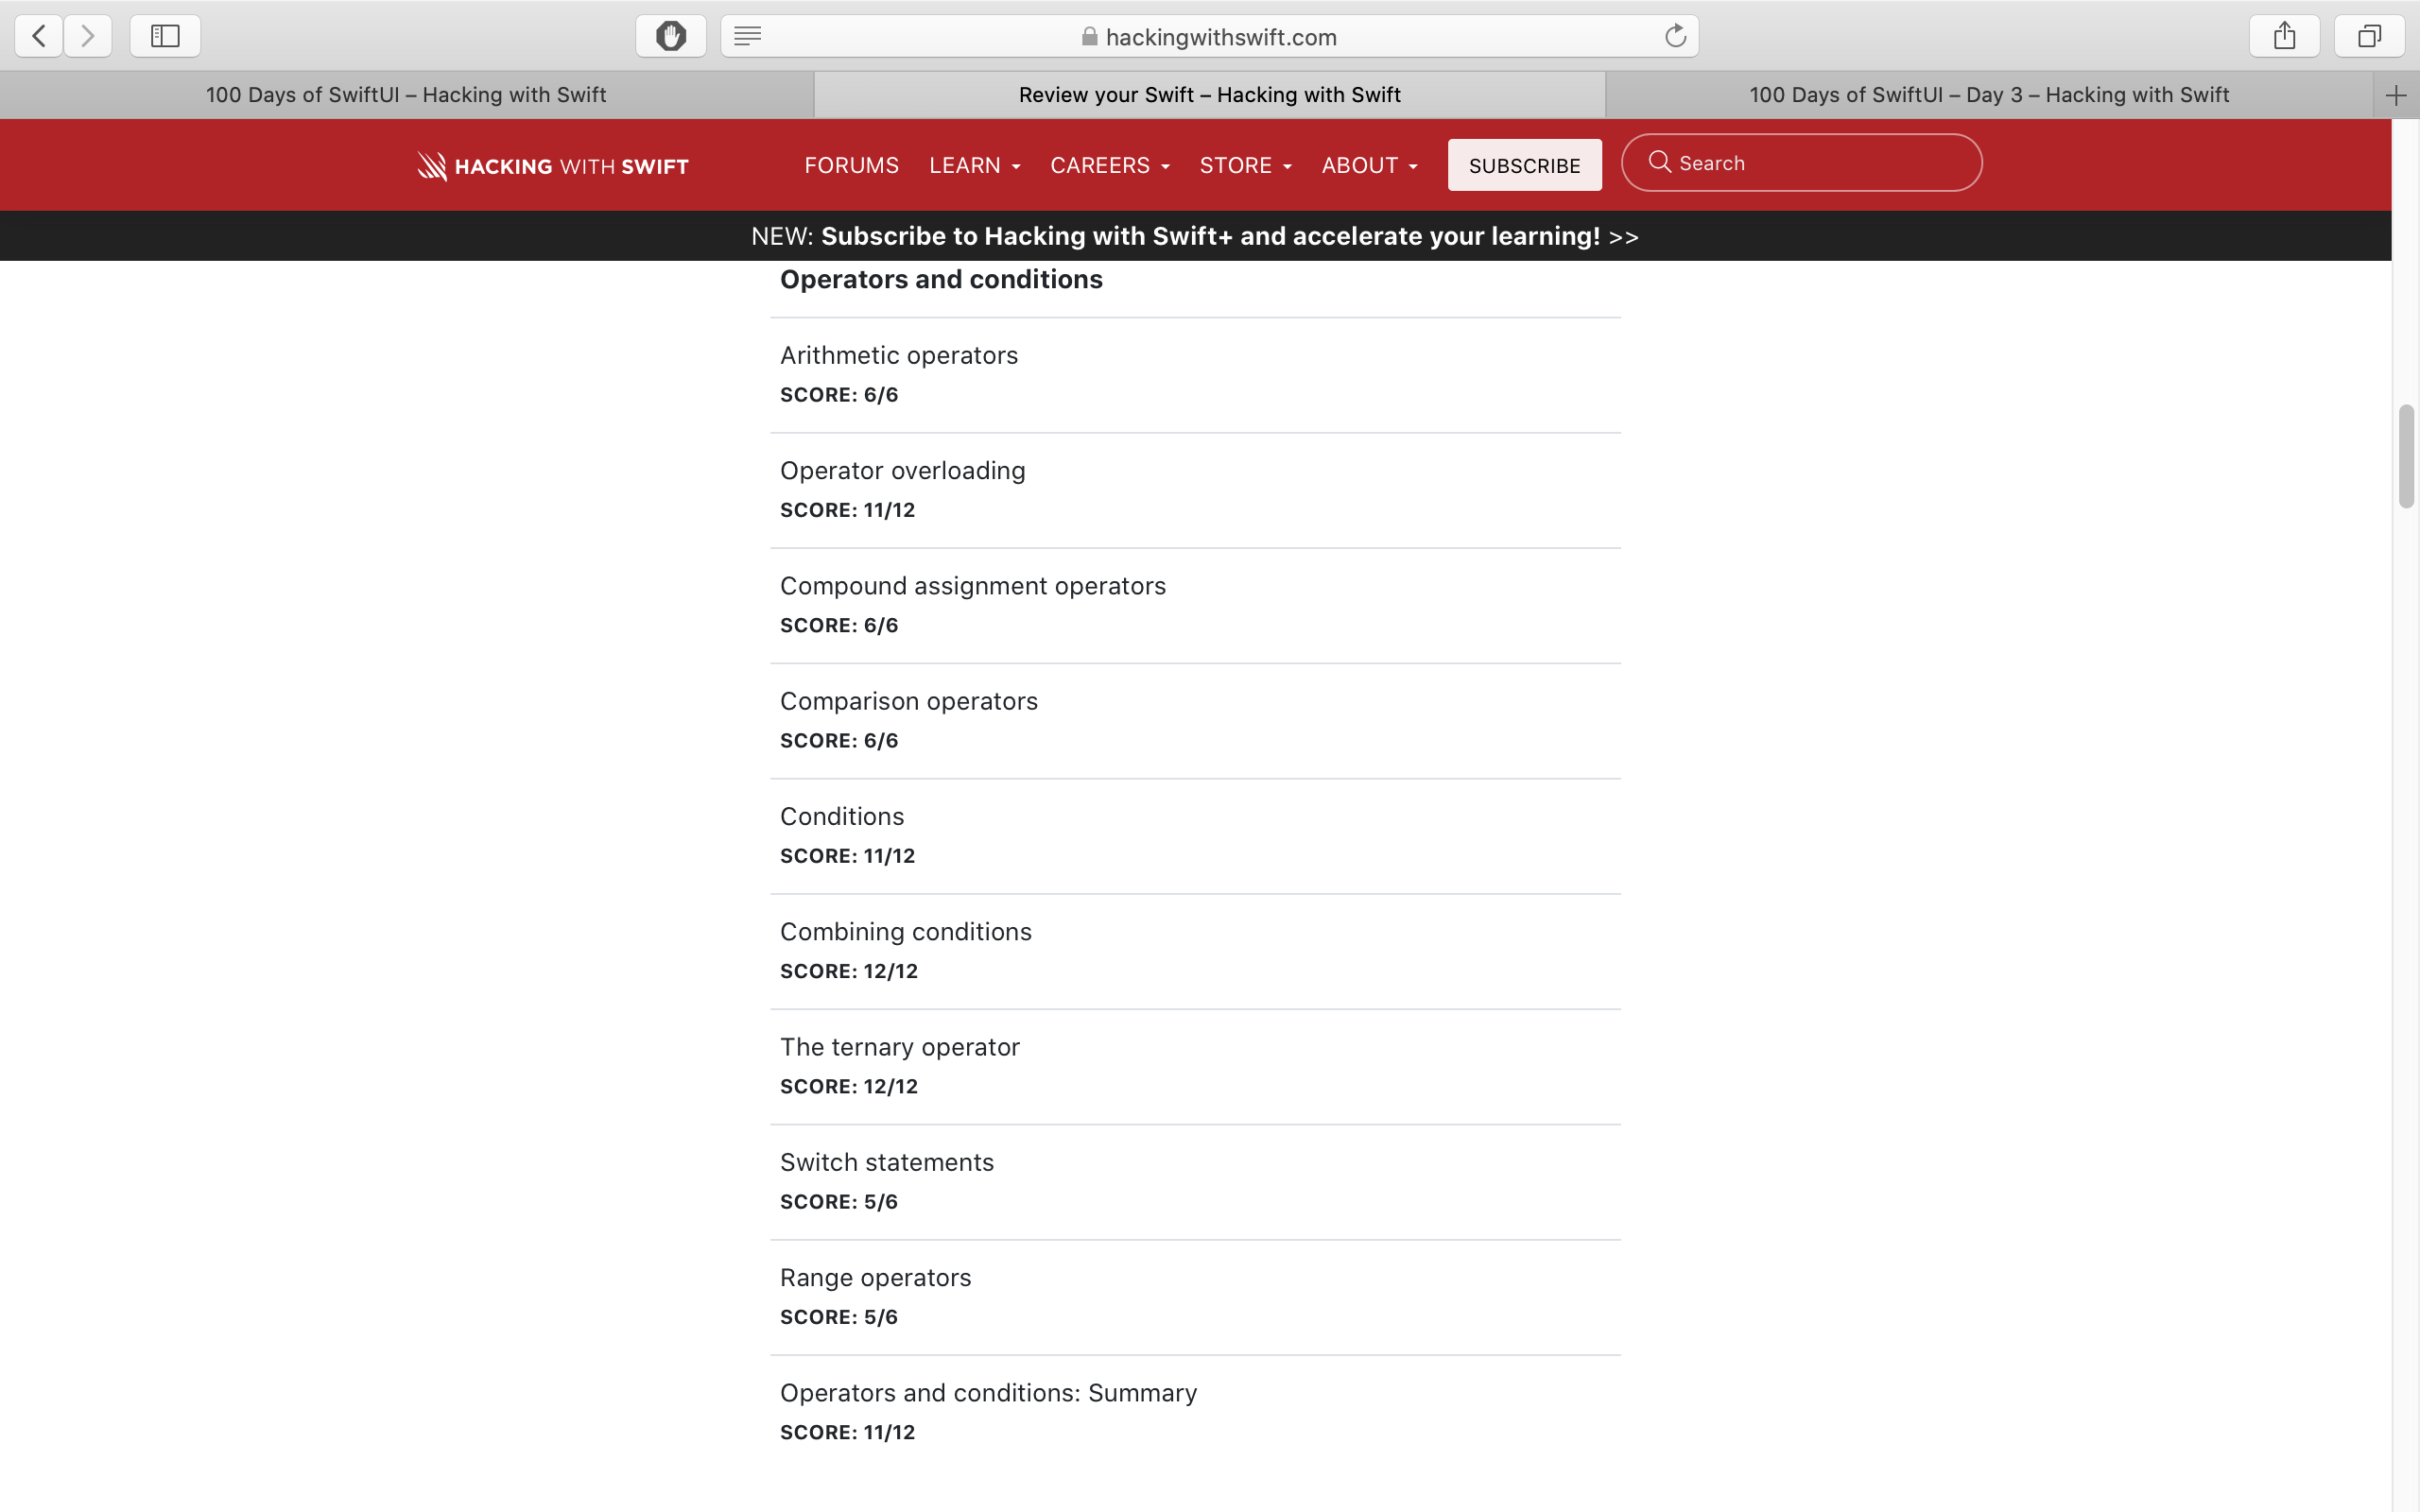 hackingwithswift.com
100 Days of SwiftUI – Hacking with Swift
Review your Swift – Hacking with Swift
100 Days of SwiftUI – Day 3 – Hacking with Swift
HACKING WITH SWIFT
FORUMS
LEARN
CAREERS
STORE
ABOUT
SUBSCRIBE
Search
NEW: Subscribe to Hacking with Swift+ and accelerate your learning! >>
Operators and conditions
Arithmetic operators
SCORE: 6/6
Operator overloading
SCORE: 11/12
Compound assignment operators
SCORE: 6/6
Comparison operators
SCORE: 6/6
Conditions
SCORE: 11/12
Combining conditions
SCORE: 12/12
The ternary operator
SCORE: 12/12
Switch statements
SCORE: 5/6
Range operators
SCORE: 5/6
Operators and conditions: Summary
SCORE: 11/12